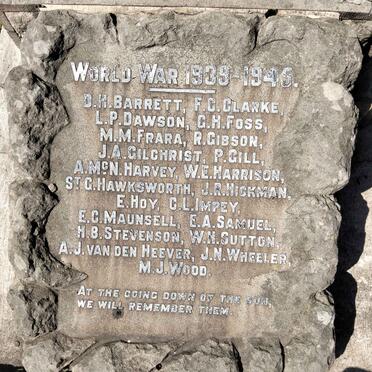 WORLD WAR 1939-1945.
D.H. BARRETT, F.C. CLARKE,
L.P. DAWSON, C.H. FOSS,
M.M. FRARA, R. GIBSON,
J.A. GILCHRIST, P. GILL,
A. MCN. HARVEY, W.E. HARRISON,
ST G. HAWKSWORTH, J.R. HICKMAN,
E. HOY, C.L. IMPEY,
E.C. MAUNSELL, E.A. SAMUEL,
H.B. STEVENSON, W.H. SUTTON,
A.J. VAN DEN HEEVER, J.N. WHEELER,
M.J. WOOD.
AT THE GOING DOWN OF THE SUN,
WE WILL REMEMBER THEM.